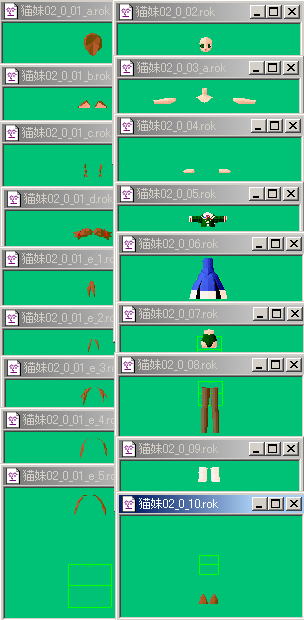 猫妹02_0_01_a.rok
猫妹02_0_01_b.rok
猫妹02_0_01_c.rok
猫妹02_0_01_d.rok
猫妹02_0_01_e_1.ro
猫妹02_0_01_e_2.ro
猫妹02_0_01_e_3.ro
猫妹02_0_01_e_4.ro
猫妹02_0_01_e_5.ro
猫妹02_0_02.rok
猫妹02_0_03_a.rok
猫妹02_0_04.rok
猫妹02_0_05.rok
猫妹02_0_06.rok
猫妹02_0_07.rok
猫妹02_0_08.rok
猫妹02_0_09.rok
猫妹02_0_10.rok